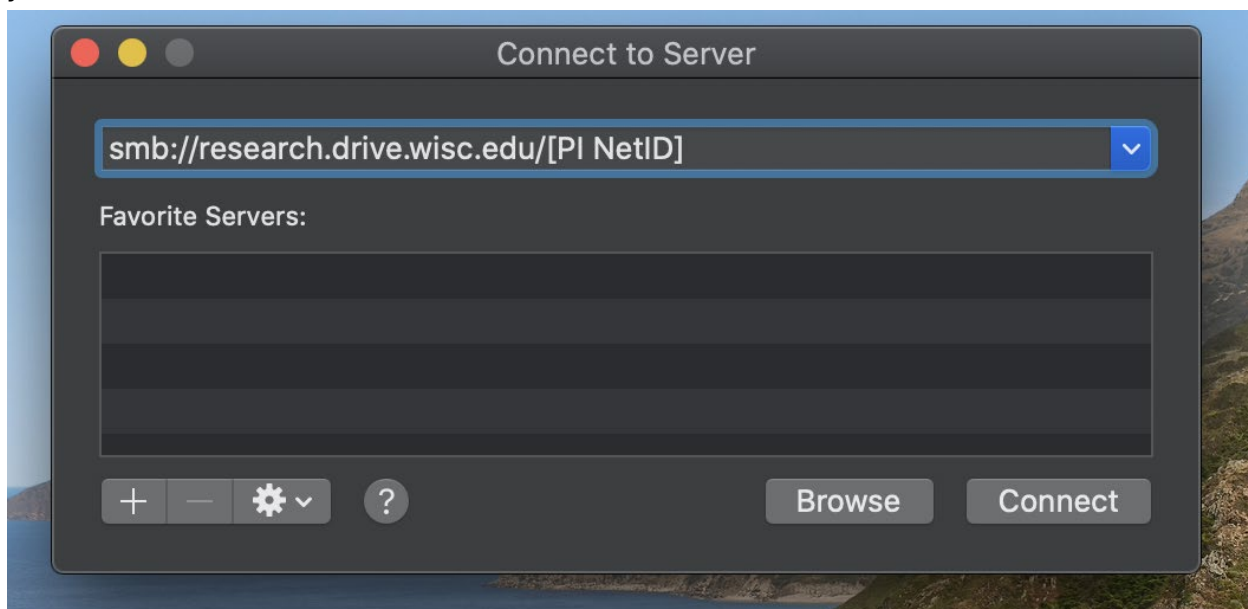 Connect to Server
smb://research.drive.wisc.edu/[PI NetID]
Favorite Servers:
?
Browse
Connect